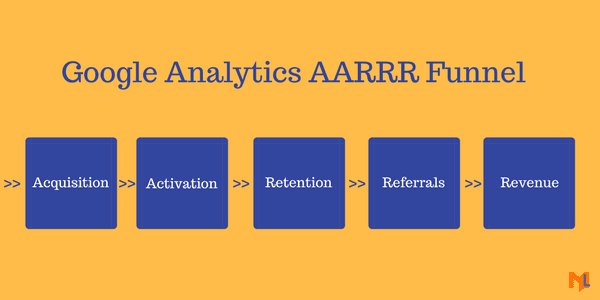 Google Analytics AARRR Funnel
>> Acquisition >> Activation >> Retention >> Referrals >> Revenue